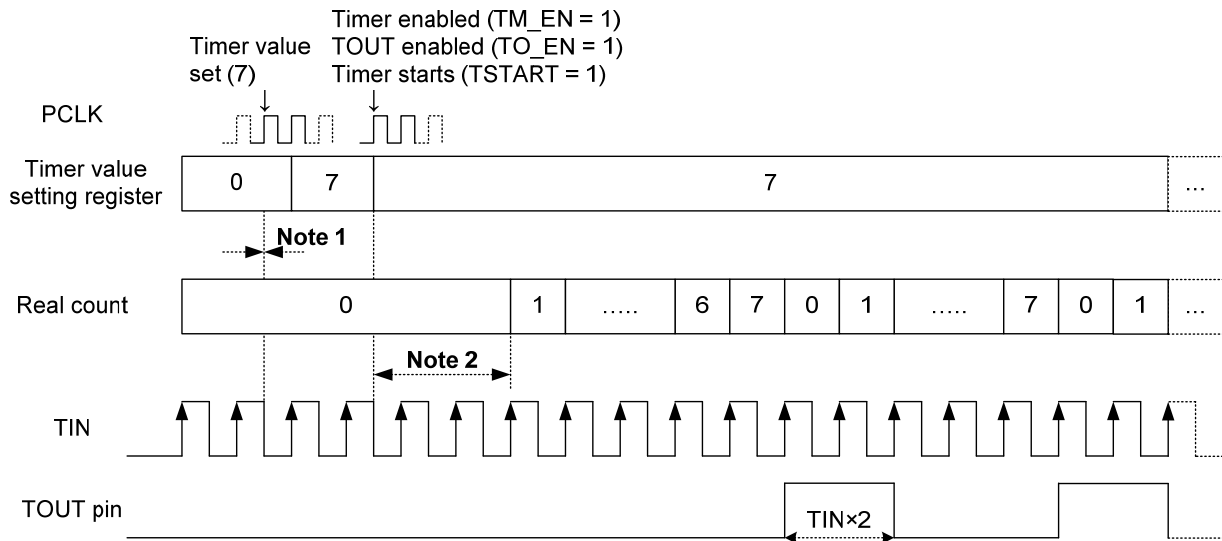 Timer enabled (TM_EN = 1)
Timer value TOUT enabled (TO_EN = 1)
set (7) Timer starts (TSTART = 1)
PCLK
Timer value
setting register
0 7 7 ...
Note 1
Real count 0 1 ..... 6 7 0 1 ..... 7 0 1 ...
Note 2
TIN
TOUT pin
TIN×2